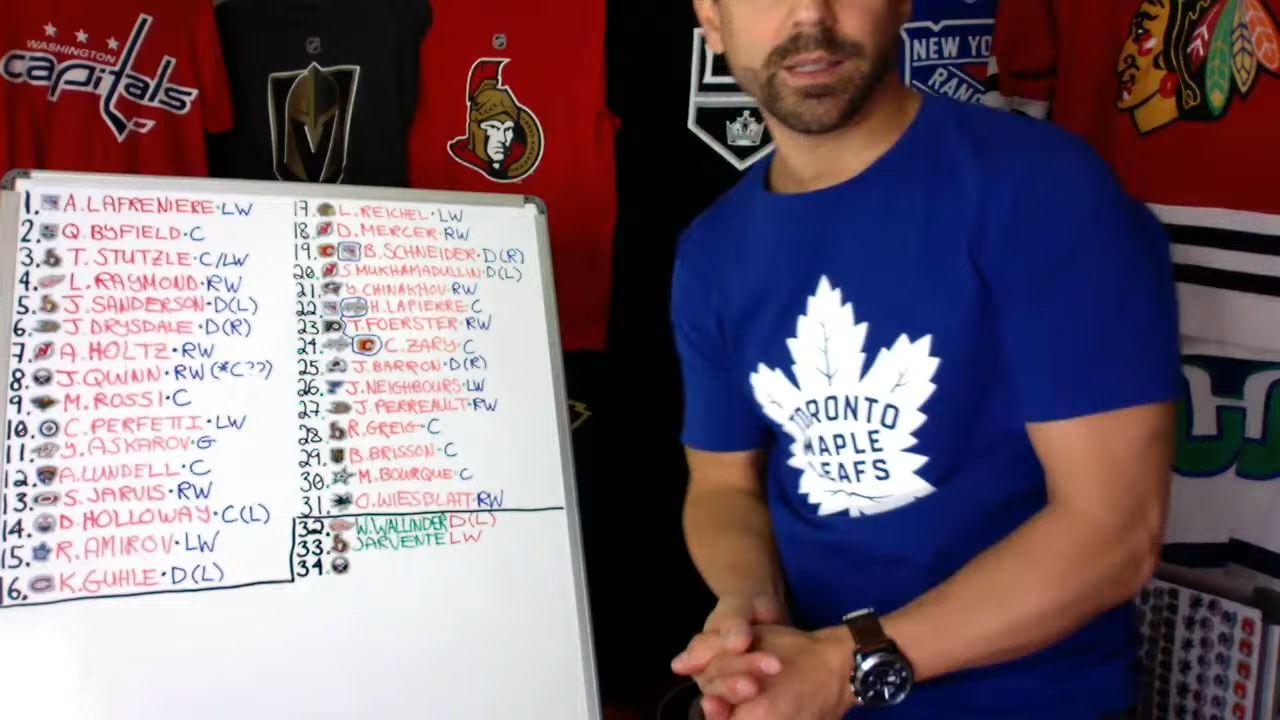 WASHINGTON
capitals
NEW YO
RANG
1. A. LAFRENIERE · LW
2. Q. BYFIELD · C
3. T. STUTZLE · C/LW
4. L. RAYMOND · RW
5. J. SANDERSON · D(L)
6. J. DRYSDALE · D(R)
7. A. HOLTZ · RW
8. J. QUINN · RW (*C??)
9. M. ROSSI · C
10. C. PERFETTI · LW
11. Y. ASKAROV · G
12. A. LUNDELL · C
13. S. JARVIS · RW
14. D. HOLLOWAY · C(L)
15. R. AMIROV · LW
16. K. GUHLE · D(L)
17. L. REICHEL · LW
18. D. MERCER · RW
19. B. SCHNEIDER · D(R)
20. S. MUKHAMADULLIN · D(L)
21. Y. CHINAKHOV · RW
22. H. LAPIERRE · C
23. T. FOERSTER · RW
24. C. ZARY · C
25. J. BARRON · D(R)
26. J. NEIGHBOURS · LW
27. J. PERREAULT · RW
28. R. GREIG · C
29. B. BRISSON · C
30. M. BOURQUE · C
31. O. WIESBLATT · RW
32. W. WALLINDER D(L)
33. JARVENTE LW
34.
TORONTO
MAPLE
LEAFS